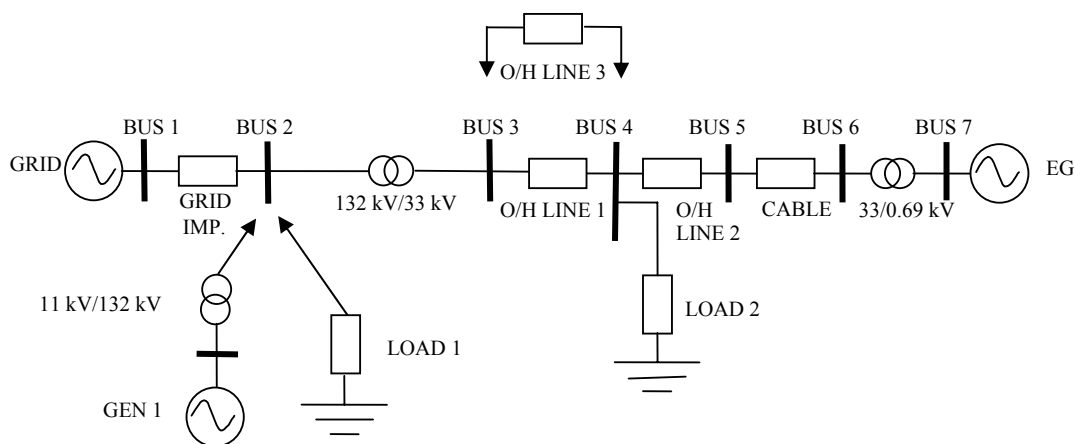 O/H LINE 3
BUS 1
BUS 2
BUS 3
BUS 4
BUS 5
BUS 6
BUS 7
GRID
EG
GRID
IMP.
132 kV/33 kV
O/H LINE 1
O/H
LINE 2
CABLE
33/0.69 kV
11 kV/132 kV
LOAD 1
LOAD 2
GEN 1